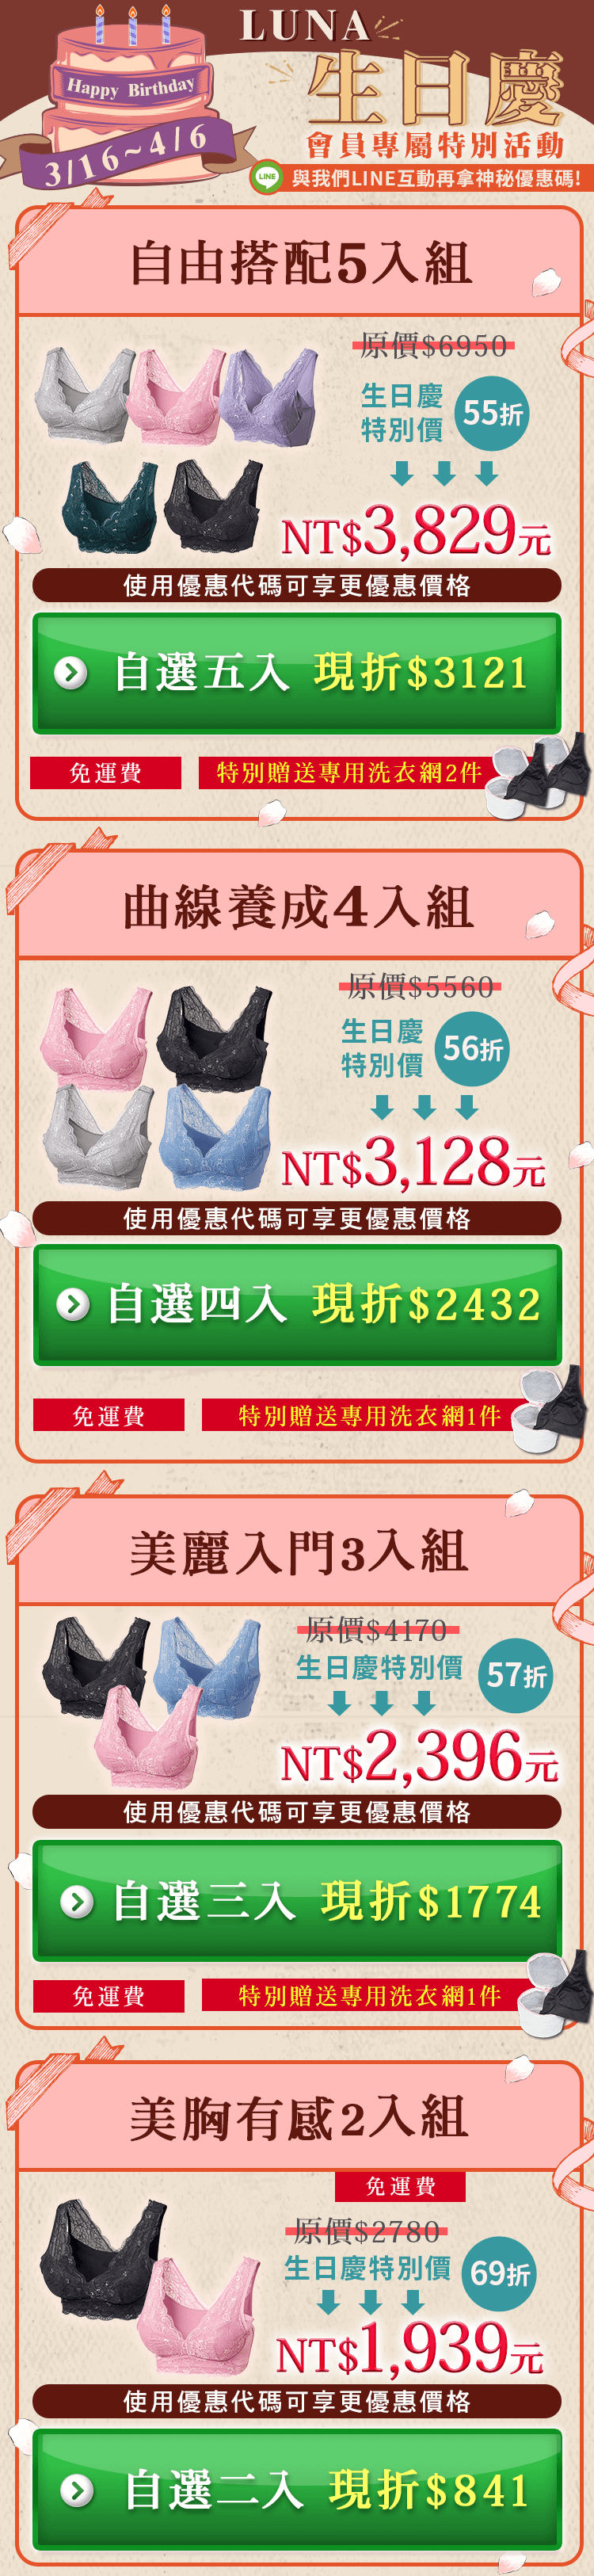 LUNA
Happy Birthday
生日慶
3/16~4/6
會員專屬特別活動
LINE
與我們LINE互動再拿神秘優惠碼!
自由搭配5入組
原價$6950
生日慶
特別價
55折
NT$3,829元
使用優惠代碼可享更優惠價格
自選五入 現折$3121
免運費
特別贈送專用洗衣網2件
曲線養成4入組
原價$5560
生日慶
特別價
56折
NT$3,128元
使用優惠代碼可享更優惠價格
自選四入 現折$2432
免運費
特別贈送專用洗衣網1件
美麗入門3入組
原價$4170
生日慶特別價
57折
NT$2,396元
使用優惠代碼可享更優惠價格
自選三入 現折$1774
免運費
特別贈送專用洗衣網1件
美胸有感2入組
免運費
原價$2780
生日慶特別價
69折
NT$1,939元
使用優惠代碼可享更優惠價格
自選二入 現折$841